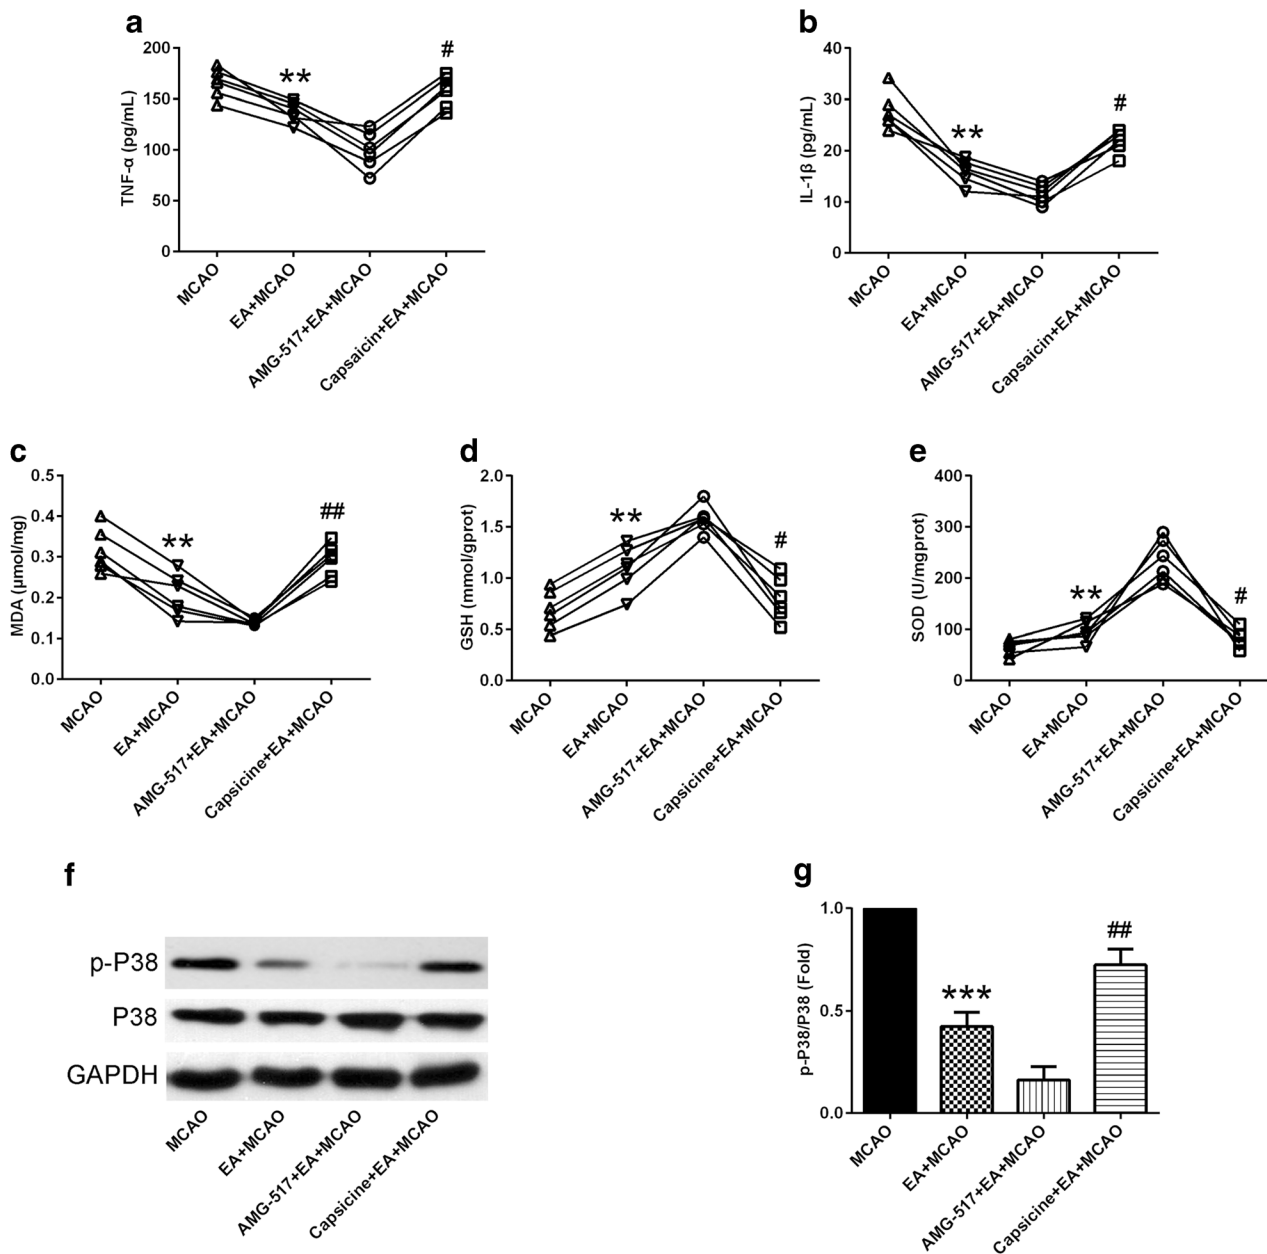 a
200
150
100
50
0
TNF-α (pg/mL)
**
#
MCAO
EA+MCAO
AMG-517+EA+MCAO
Capsaicin+EA+MCAO
b
40
30
20
10
0
IL-1β (pg/mL)
**
#
MCAO
EA+MCAO
AMG-517+EA+MCAO
Capsaicin+EA+MCAO
c
0.5
0.4
0.3
0.2
0.1
0.0
MDA (μmol/mg)
**
##
MCAO
EA+MCAO
AMG-517+EA+MCAO
Capsicine+EA+MCAO
d
2.0
1.5
1.0
0.5
0.0
GSH (mmol/gprot)
**
#
MCAO
EA+MCAO
AMG-517+EA+MCAO
Capsicine+EA+MCAO
e
400
300
200
100
0
SOD (U/mgprot)
**
#
MCAO
EA+MCAO
AMG-517+EA+MCAO
Capsicine+EA+MCAO
f
p-P38
P38
GAPDH
MCAO
EA+MCAO
AMG-517+EA+MCAO
Capsicine+EA+MCAO
g
1.0
0.5
0.0
p-P38/P38 (Fold)
***
##
MCAO
EA+MCAO
AMG-517+EA+MCAO
Capsicine+EA+MCAO